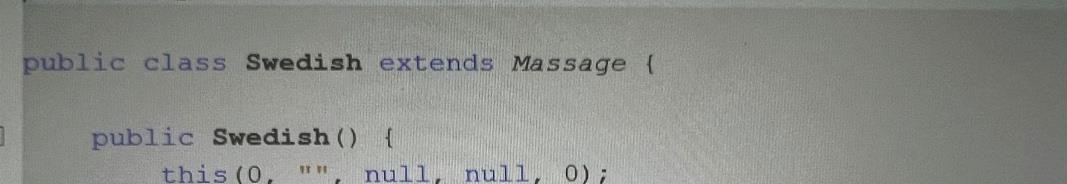 public class Swedish extends Massage {
public Swedish() {
this(0, "", null, null, 0);